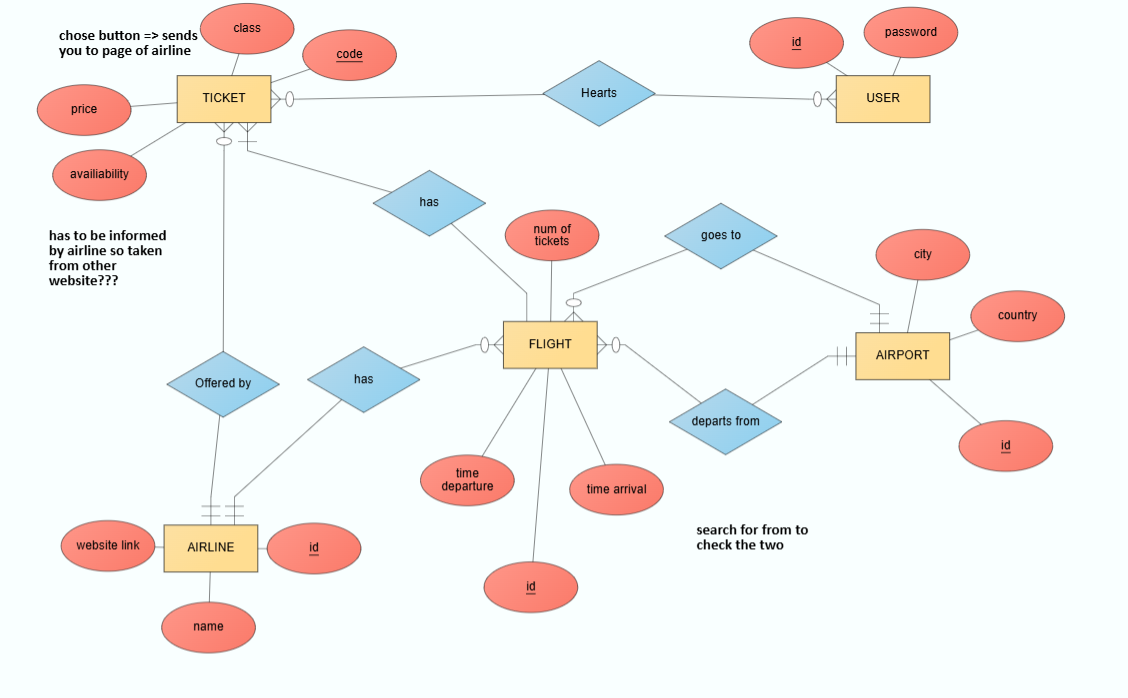 chose button => sends
you to page of airline
class
code
id
password
TICKET
price
Hearts
USER
availiability
has
has to be informed
by airline so taken
from other
website???
num of
tickets
goes to
city
country
FLIGHT
AIRPORT
Offered by
has
departs from
id
time
departure
time arrival
search for from to
check the two
website link
AIRLINE
id
id
name